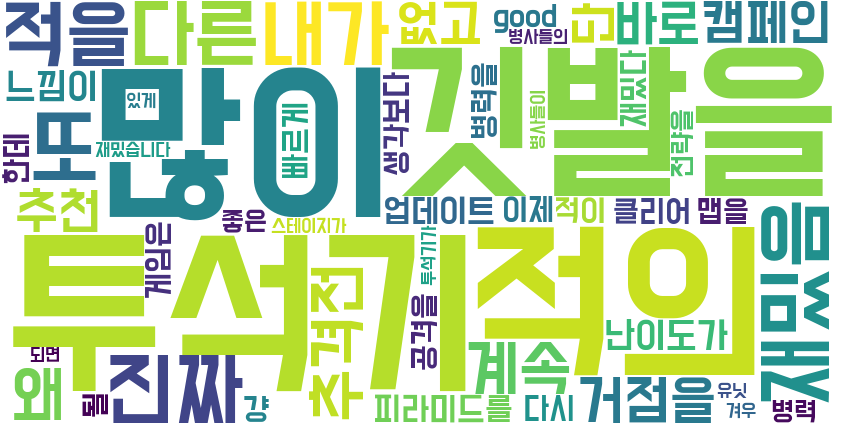 적을
다른
내가
없고
good
병사들의
단
바로
캠페인
느낌이
또
많이
있게
재밌습니다
빠르게
생각보다
깃발을
병력을
병사들이
재밌다
전략을
한테
추천
게임은
좋은
스테이지가
업데이트
이제
적이
클리어
맵을
투석기
적의
추격전
공격을
투석기가
음썼
난이도가
되면
왜
뭘
진짜
걍
계속
피라미드를
다시
거점을
유닛
겨우
병력